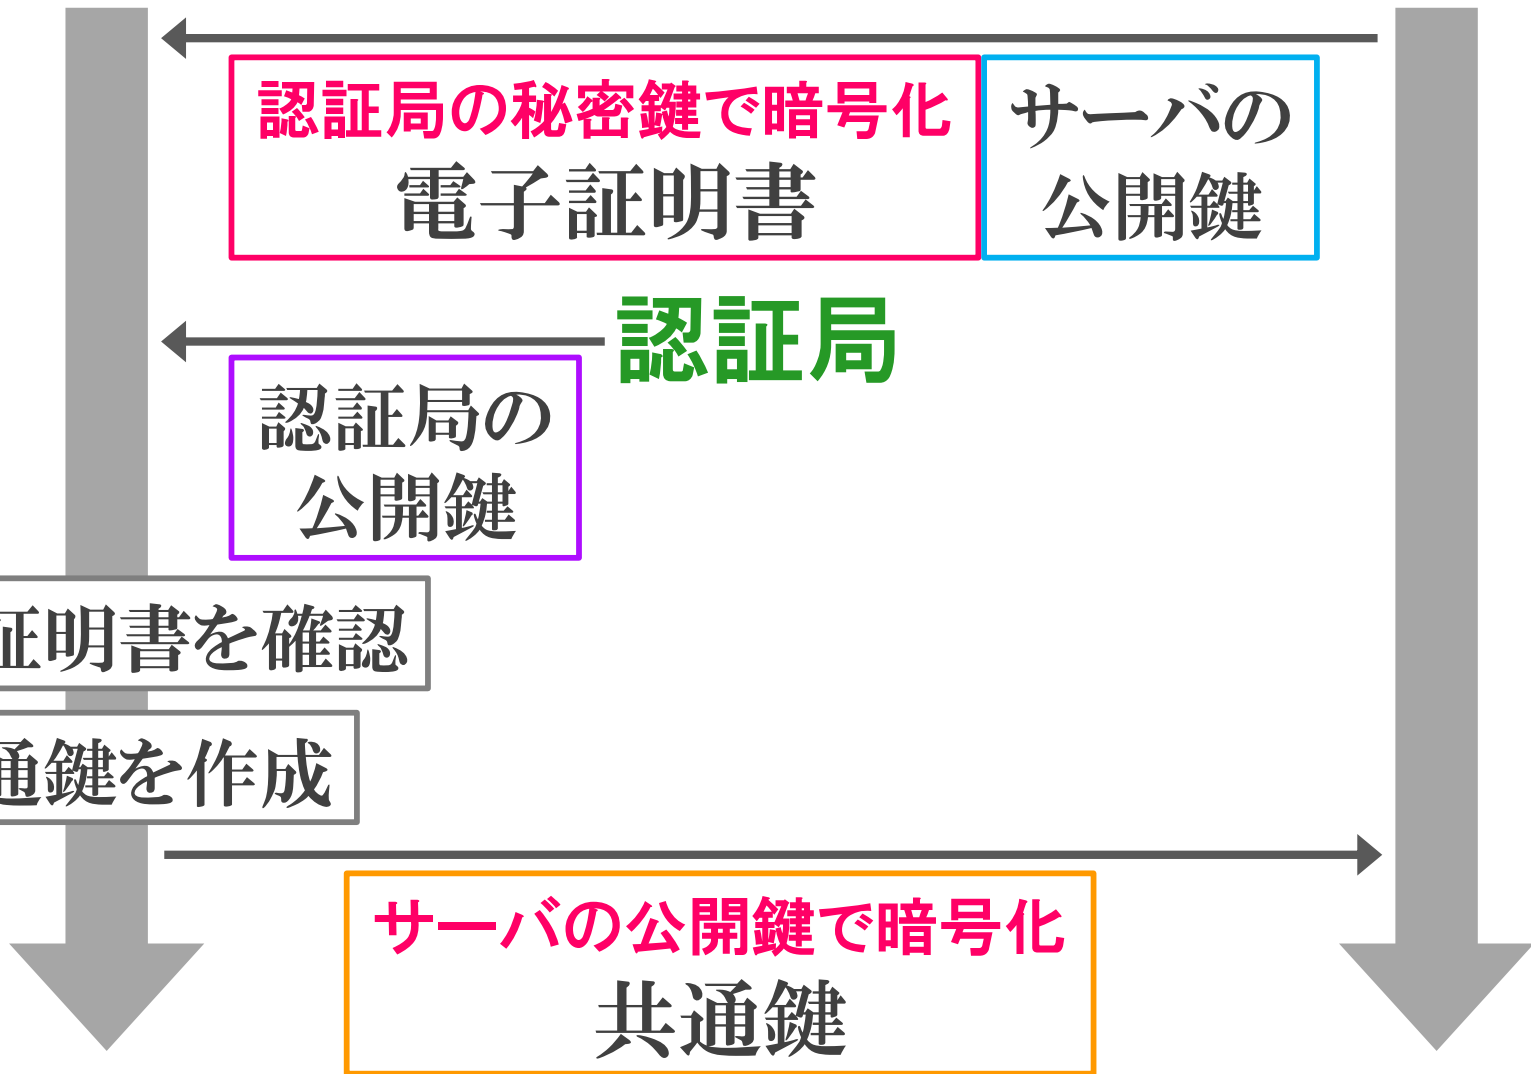 認証局の秘密鍵で暗号化
電子証明書
サーバの
公開鍵
認証局
認証局の
公開鍵
証明書を確認
通鍵を作成
サーバの公開鍵で暗号化
共通鍵